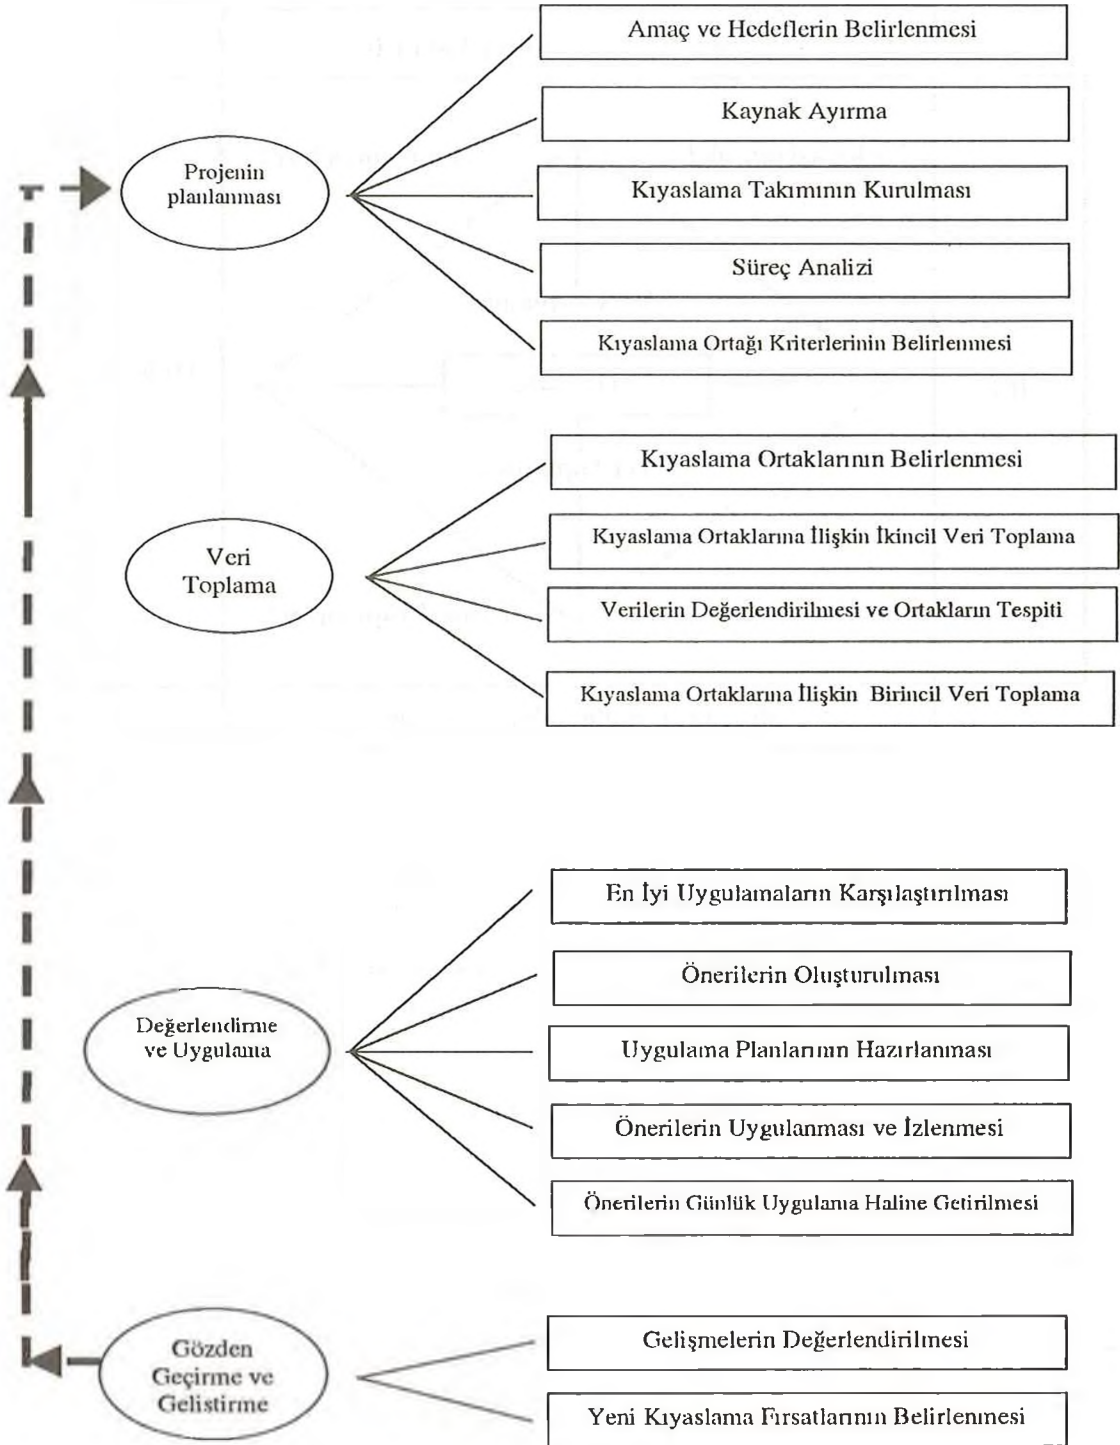 Projenin
planlanması
Amaç ve Hedeflerin Belirlenmesi
Kaynak Ayırma
Kıyaslama Takımının Kurulması
Süreç Analizi
Kıyaslama Ortağı Kriterlerinin Belirlenmesi
Veri
Toplama
Kıyaslama Ortaklarının Belirlenmesi
Kıyaslama Ortaklarına İlişkin İkincil Veri Toplama
Verilerin Değerlendirilmesi ve Ortakların Tespiti
Kıyaslama Ortaklarına İlişkin Birincil Veri Toplama
Değerlendirme
ve Uygulama
En İyi Uygulamaların Karşılaştırılması
Önerilerin Oluşturulması
Uygulama Planlarının Hazırlanması
Önerilerin Uygulanması ve İzlenmesi
Önerilerin Günlük Uygulama Haline Getirilmesi
Gözden
Geçirme ve
Gelistirme
Gelişmelerin Değerlendirilmesi
Yeni Kıyaslama Fırsatlarının Belirlenmesi